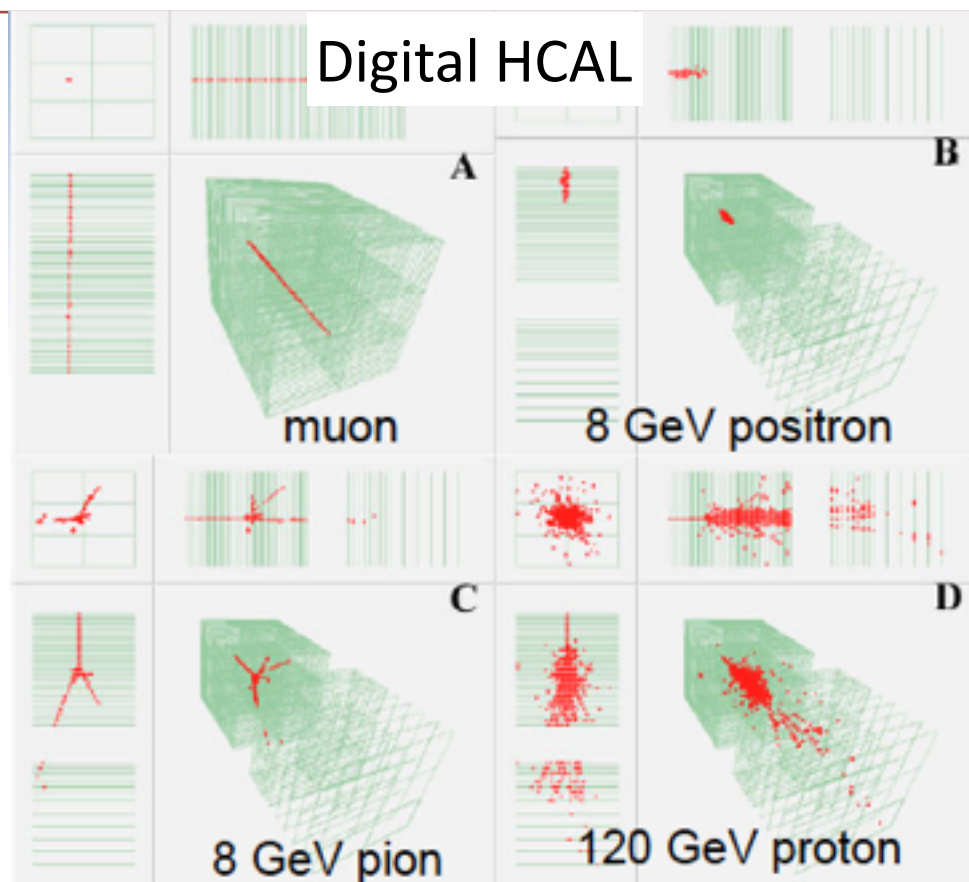 Digital HCAL
A
B
muon
8 GeV positron
C
D
8 GeV pion
120 GeV proton